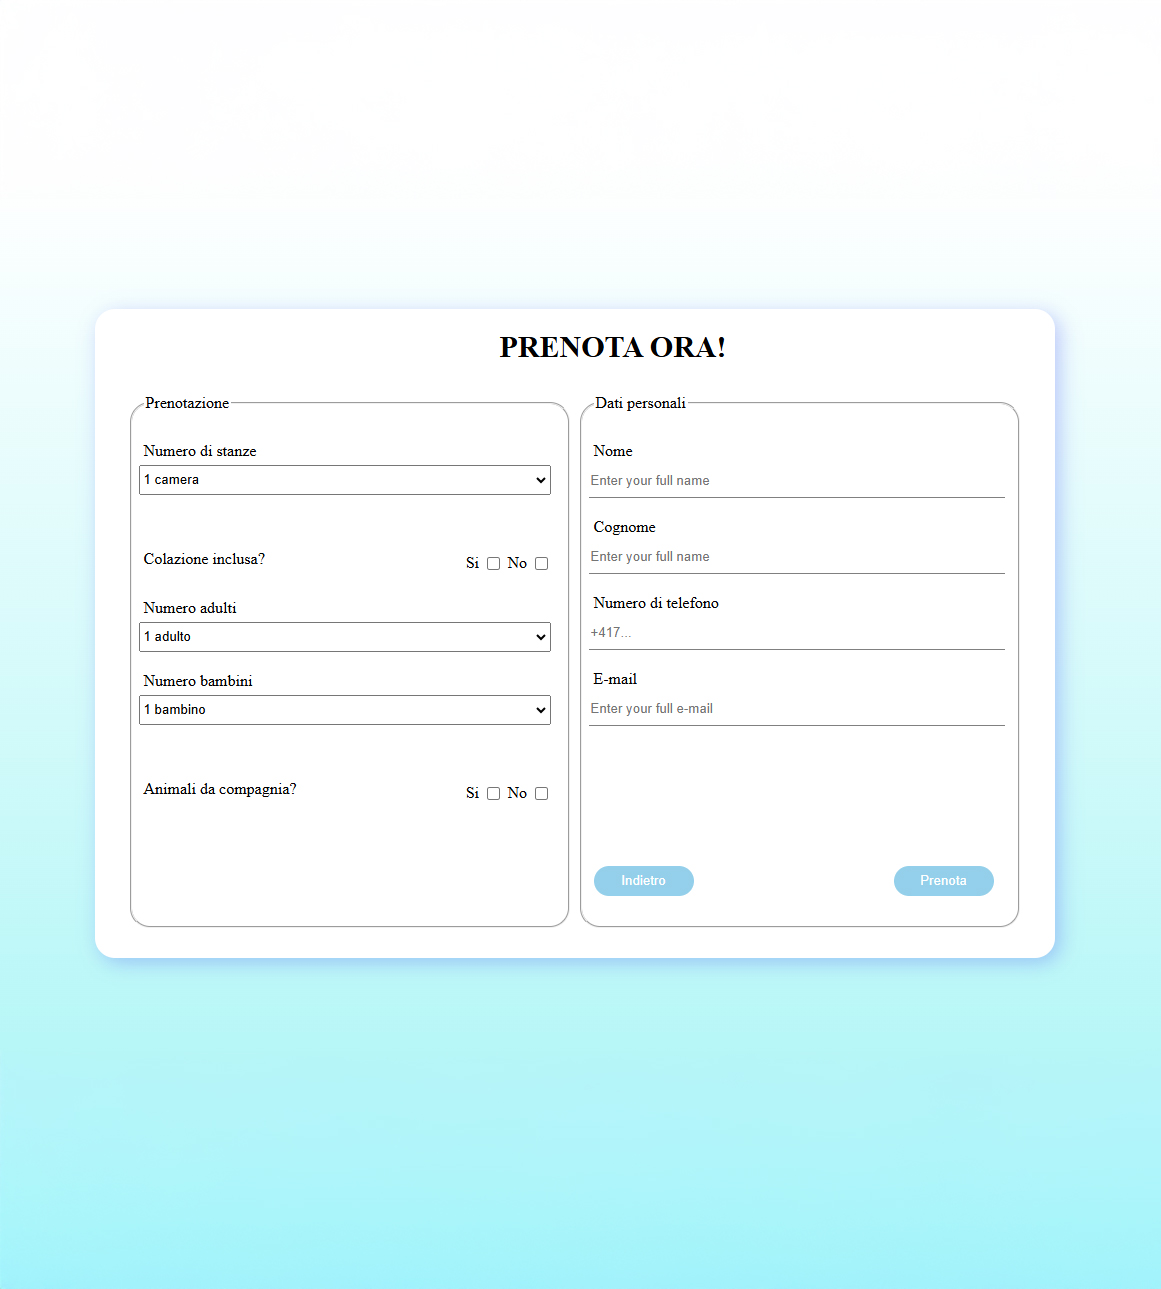 PRENOTA ORA!
Prenotazione
Numero di stanze
1 camera
Colazione inclusa?
Si No
Numero adulti
1 adulto
Numero bambini
1 bambino
Animali da compagnia?
Si No
Dati personali
Nome
Enter your full name
Cognome
Enter your full name
Numero di telefono
+417...
E-mail
Enter your full e-mail
Indietro
Prenota